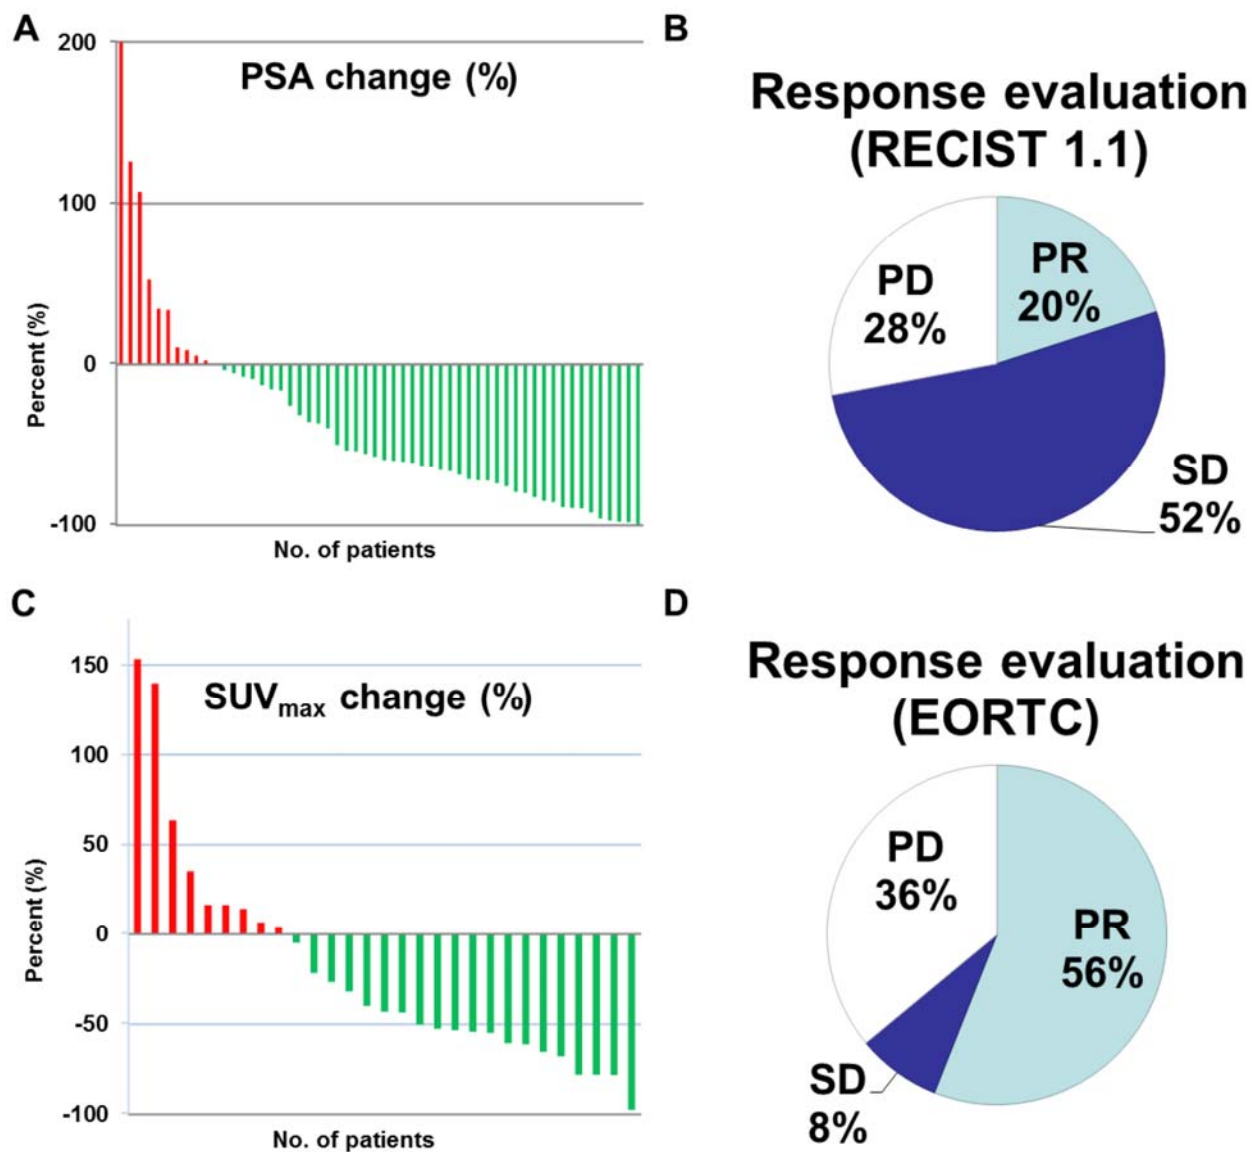 A
PSA change (%)
200
100
0
-100
Percent (%)
No. of patients
B
Response evaluation
(RECIST 1.1)
PR
20%
PD
28%
SD
52%
C
SUVmax change (%)
150
100
50
0
-50
-100
Percent (%)
No. of patients
D
Response evaluation
(EORTC)
PD
36%
PR
56%
SD
8%